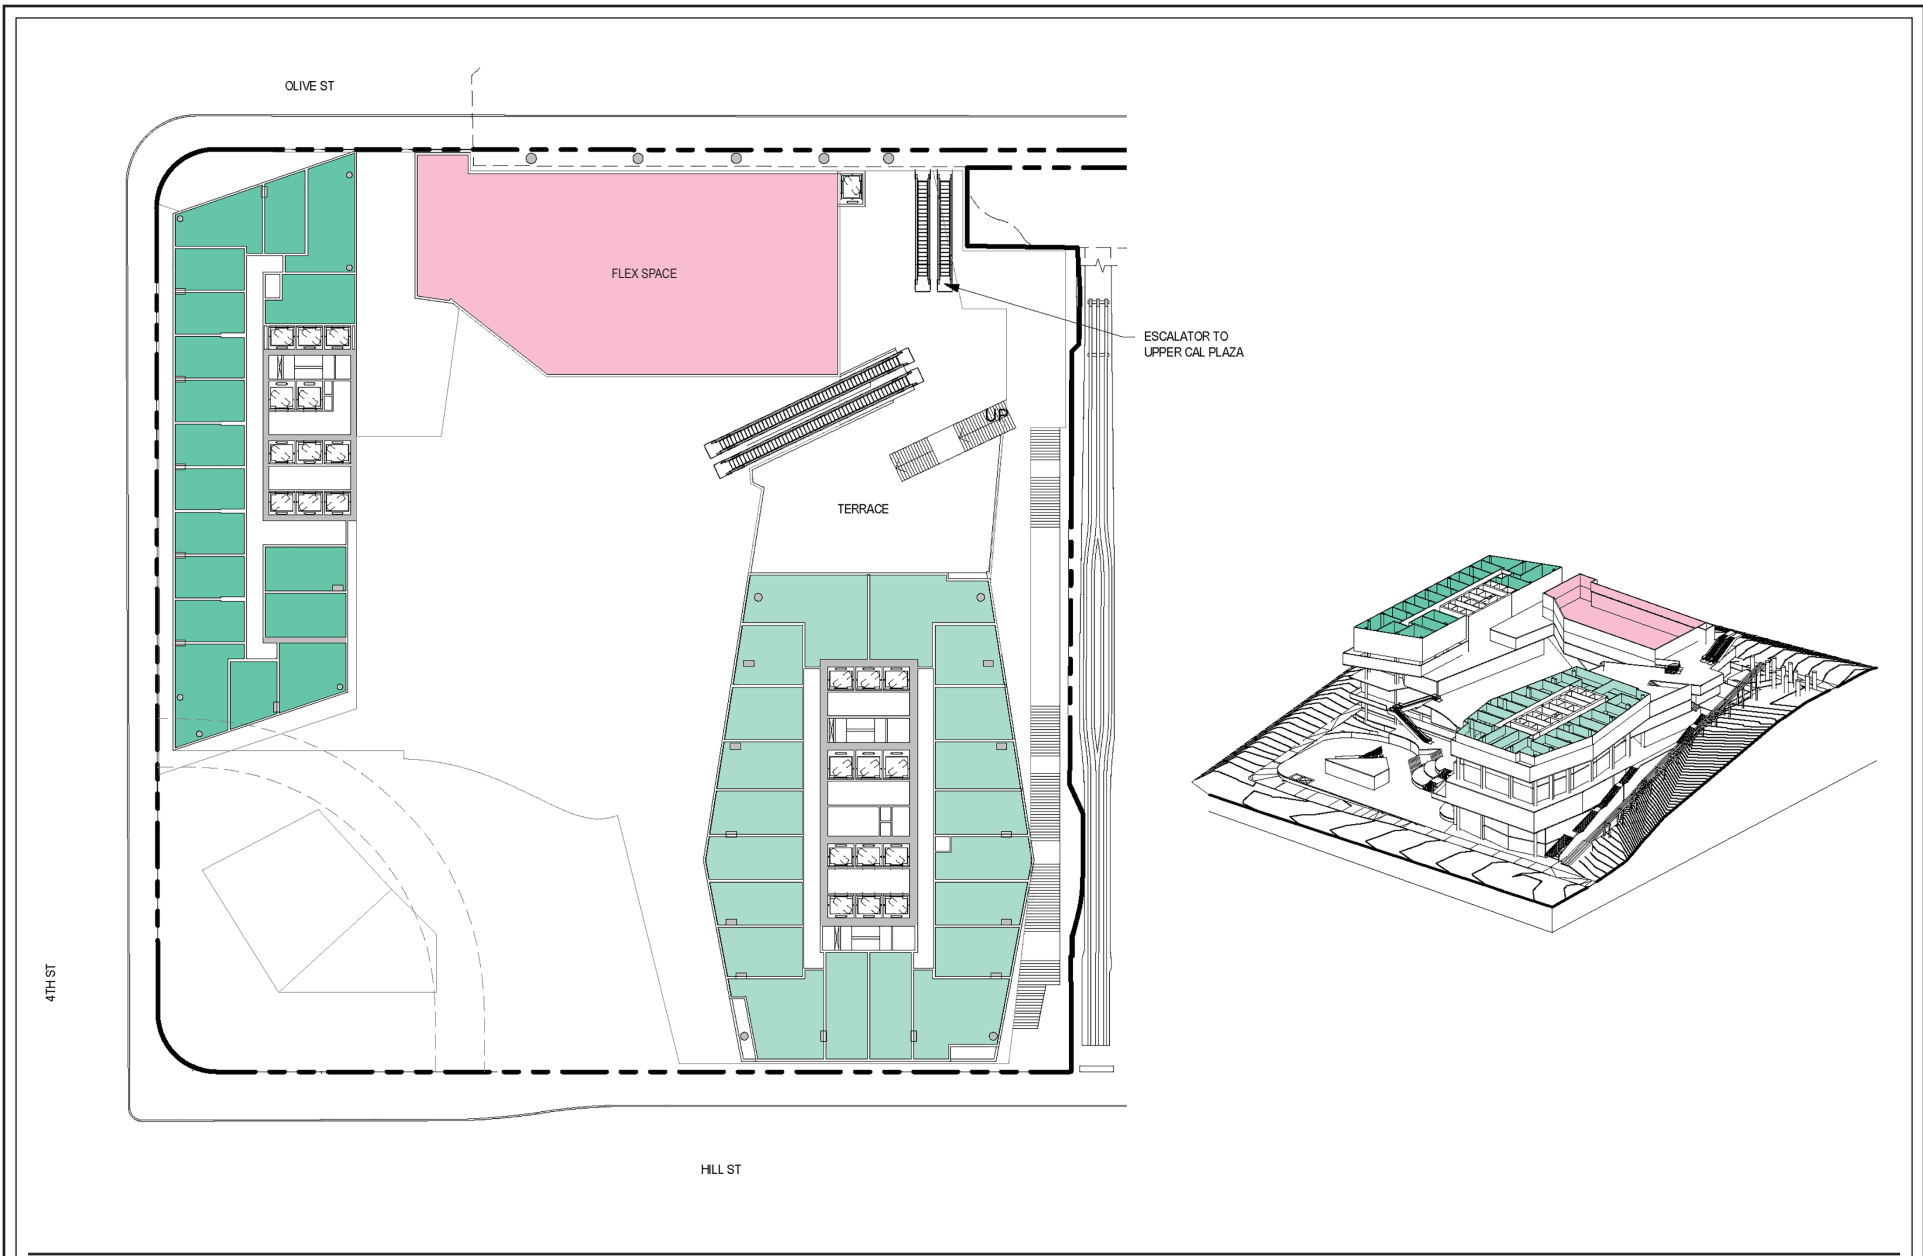 OLIVE ST
FLEX SPACE
ESCALATOR TO
UPPER CAL PLAZA
UP
TERRACE
4TH ST
HILL ST